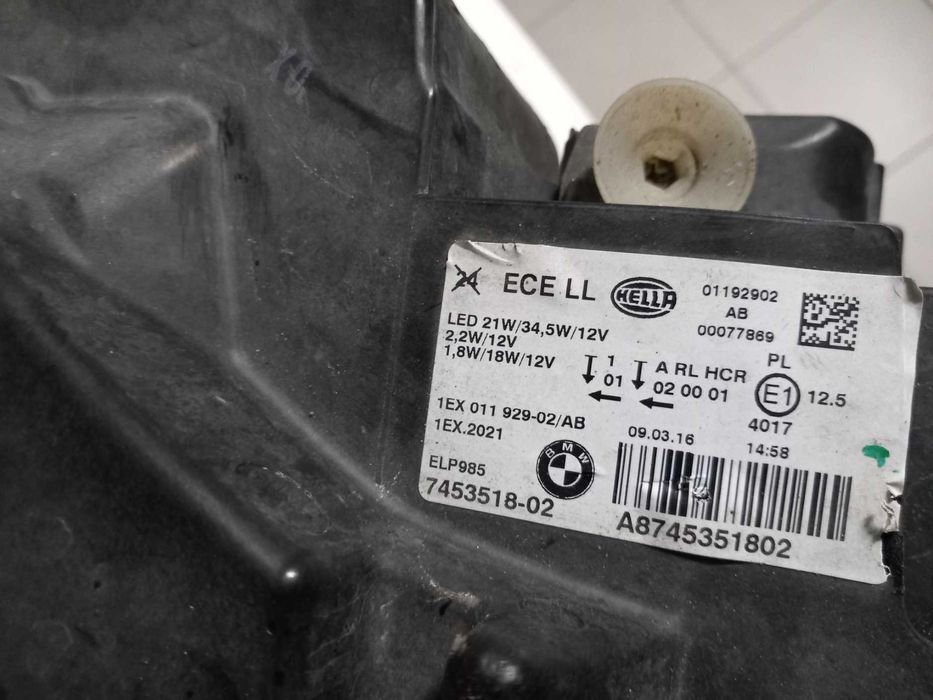 24 ECE LL HELLA
01192902
AB
00077869
LED 21W/34,5W/12V
2,2W/12V
1,8W/18W/12V
1
01
A RL HCR
02 00 01
PL
E1 12.5
4017
1EX 011 929-02/AB
1EX.2021
09.03.16 14:58
ELP985
BMW
7453518-02
A8745351802